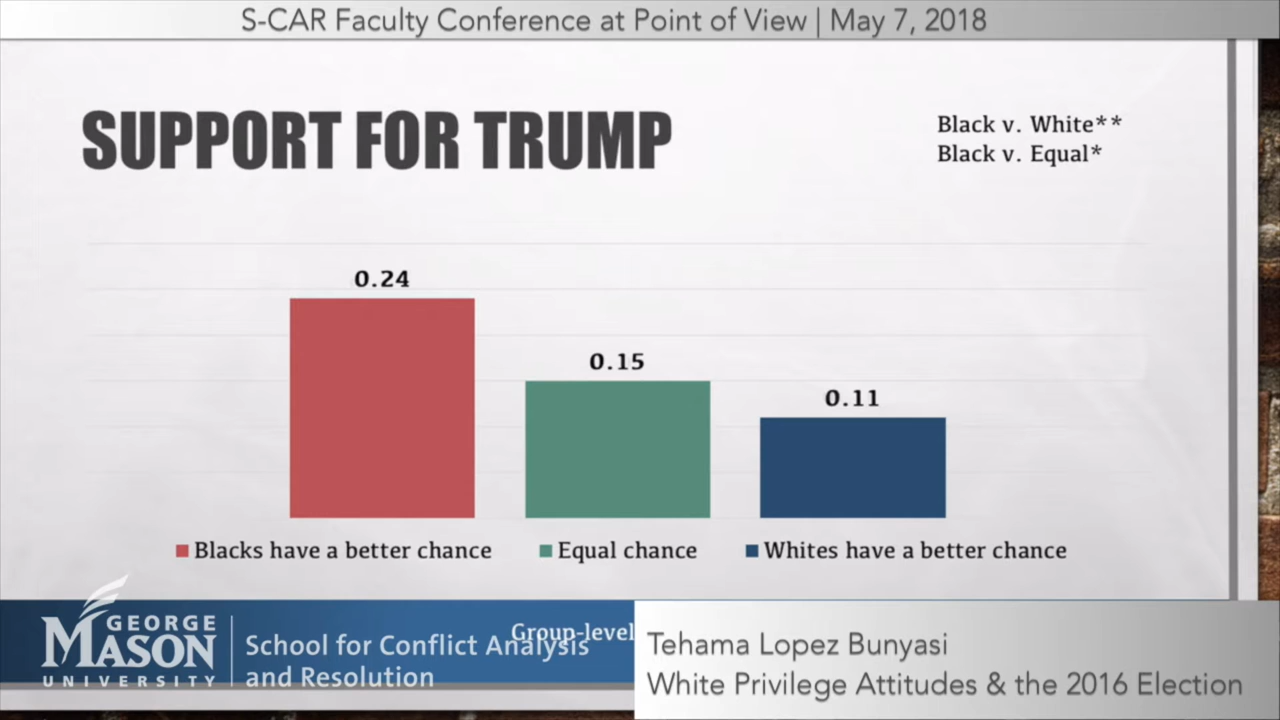 S-CAR Faculty Conference at Point of View | May 7, 2018
SUPPORT FOR TRUMP
Black v. White**
Black v. Equal*
0.24
0.15
0.11
Blacks have a better chance
Equal chance
Whites have a better chance
GEORGE
MASON
UNIVERSITY
School for Conflict Analysis
and Resolution
Group-level
Tehama Lopez Bunyasi
White Privilege Attitudes & the 2016 Election